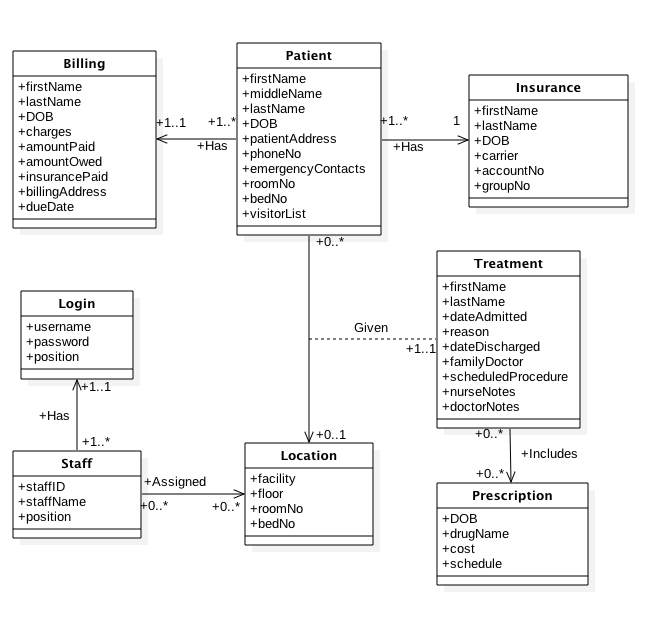 Billing
+firstName
+lastName
+DOB
+charges
+amountPaid
+amountOwed
+insurancePaid
+billingAddress
+dueDate
+1..1
+1..*
+Has
Patient
+firstName
+middleName
+lastName
+DOB
+patientAddress
+phoneNo
+emergencyContacts
+roomNo
+bedNo
+visitorList
+1..*
1
+Has
Insurance
+firstName
+lastName
+DOB
+carrier
+accountNo
+groupNo
+0..*
Given
+1..1
+0..1
Treatment
+firstName
+lastName
+dateAdmitted
+reason
+dateDischarged
+familyDoctor
+scheduledProcedure
+nurseNotes
+doctorNotes
Login
+username
+password
+position
+1..1
+Has
+1..*
Staff
+staffID
+staffName
+position
+Assigned
+0..*
+0..*
Location
+facility
+floor
+roomNo
+bedNo
+0..*
+Includes
+0..*
Prescription
+DOB
+drugName
+cost
+schedule